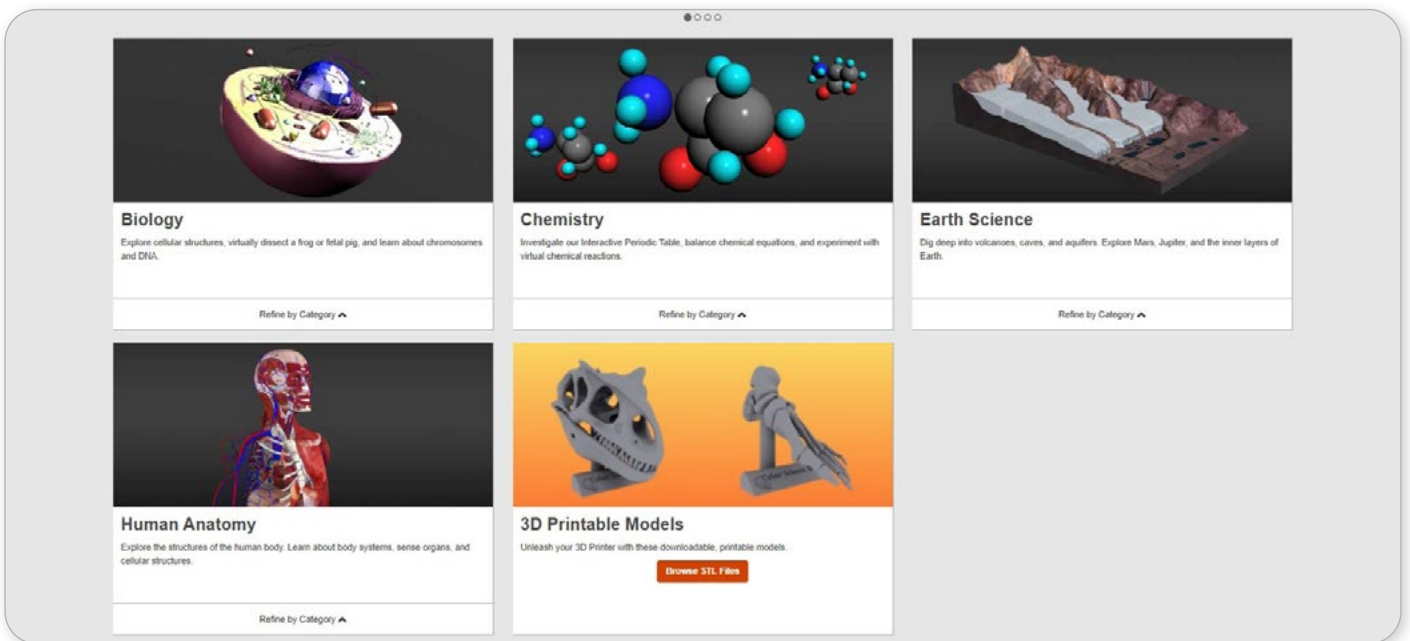 Biology
Explore cellular structures, virtually dissect a frog or fetal pig, and learn about chromosomes
and DNA.
Refine by Category
Chemistry
Investigate our Interactive Periodic Table, balance chemical equations, and experiment with
virtual chemical reactions.
Refine by Category
Earth Science
Dig deep into volcanoes, caves, and aquifers. Explore Mars, Jupiter, and the inner layers of
Earth.
Refine by Category
Human Anatomy
Explore the structures of the human body. Learn about body systems, sense organs, and
cellular structures.
Refine by Category
Cyber Science 3D
3D Printable Models
Unleash your 3D Printer with these downloadable, printable models.
Browse STL Files